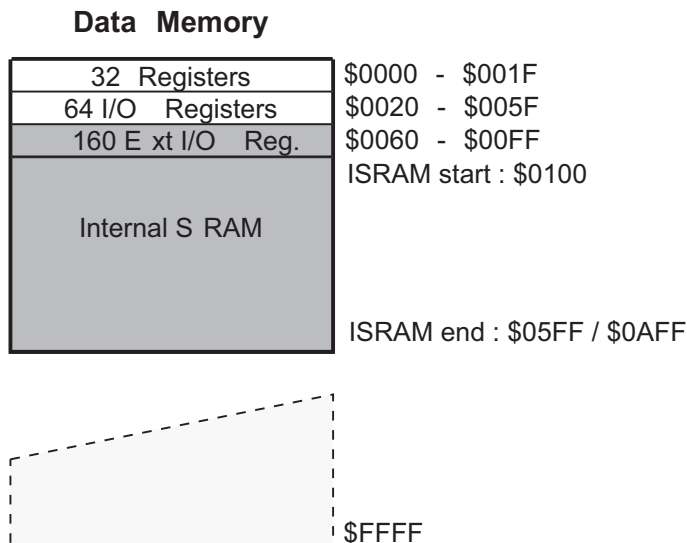 Data Memory
32 Registers $0000 - $001F
64 I/O Registers $0020 - $005F
160 E xt I/O Reg. $0060 - $00FF
ISRAM start : $0100
Internal S RAM
ISRAM end : $05FF / $0AFF
$FFFF